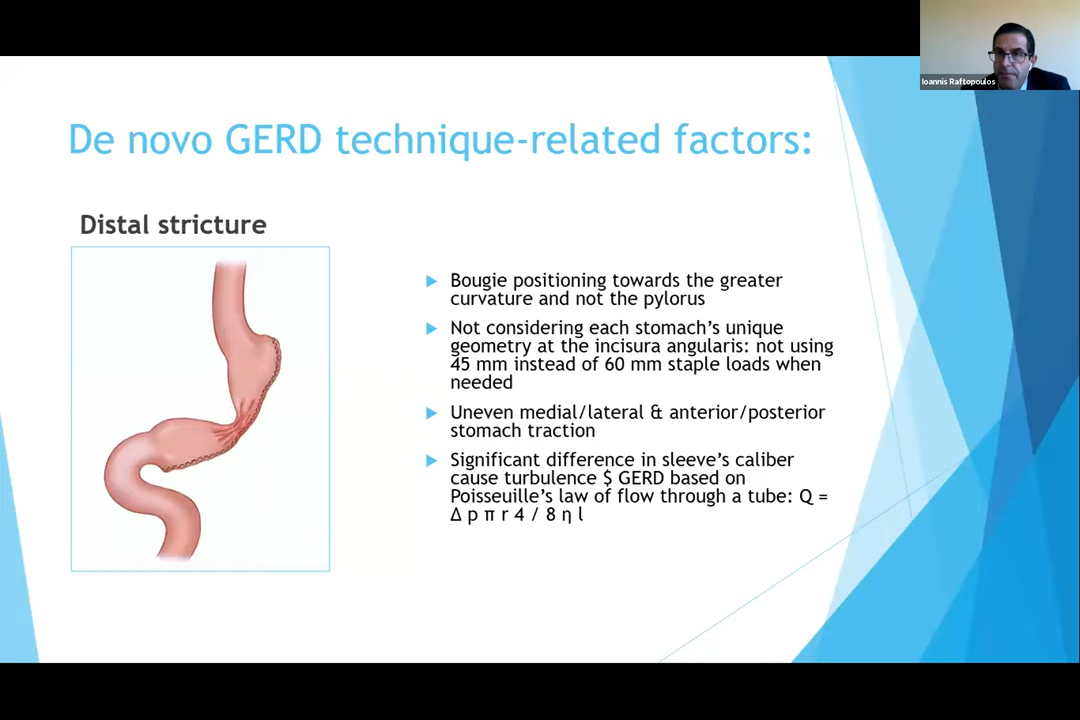 Ioannis Raftopoulos
De novo GERD technique-related factors:
Distal stricture
Bougie positioning towards the greater
curvature and not the pylorus
Not considering each stomach's unique
geometry at the incisura angularis: not using
45 mm instead of 60 mm staple loads when
needed
Uneven medial/lateral & anterior/posterior
stomach traction
Significant difference in sleeve's caliber
cause turbulence $ GERD based on
Poisseuille's law of flow through a tube: Q =
Δ p π r 4 / 8 η l